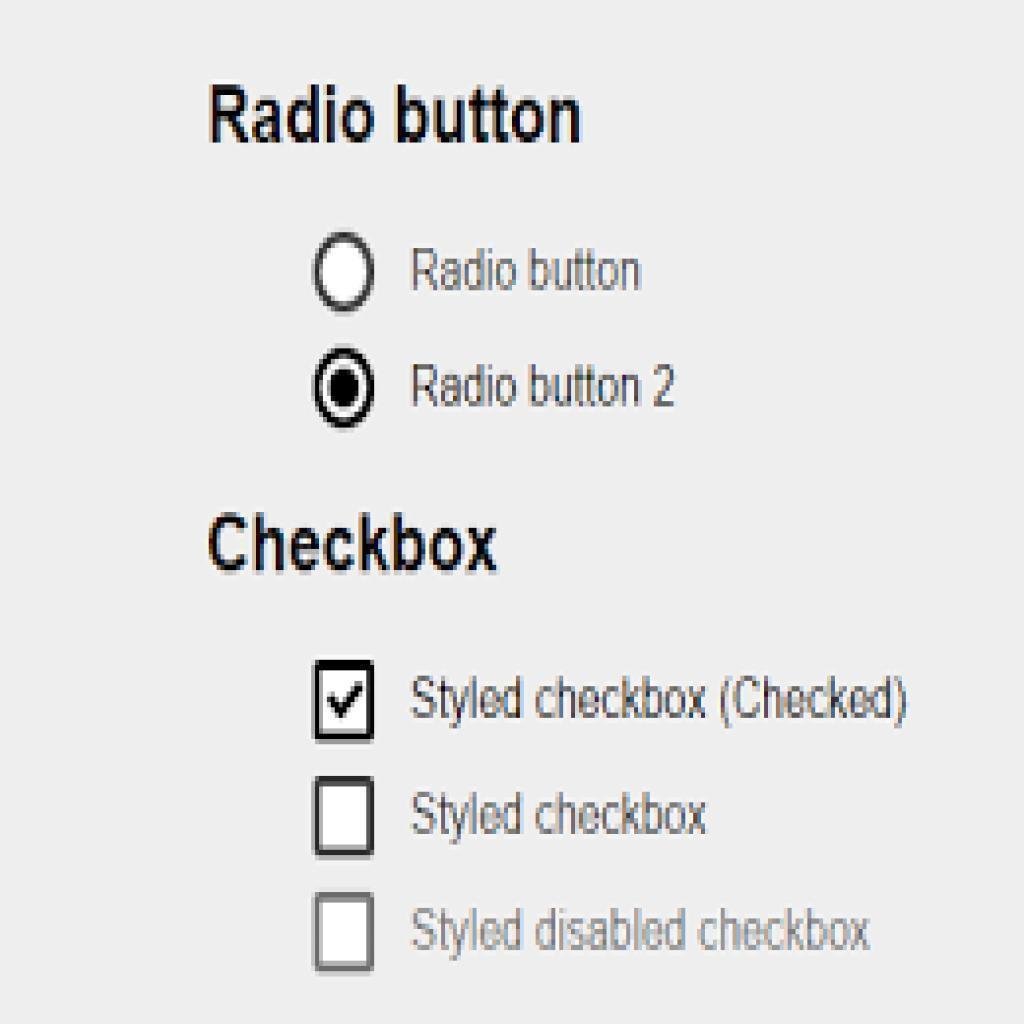 Radio button
Radio button
Radio button 2
Checkbox
Styled checkbox (Checked)
Styled checkbox
Styled disabled checkbox